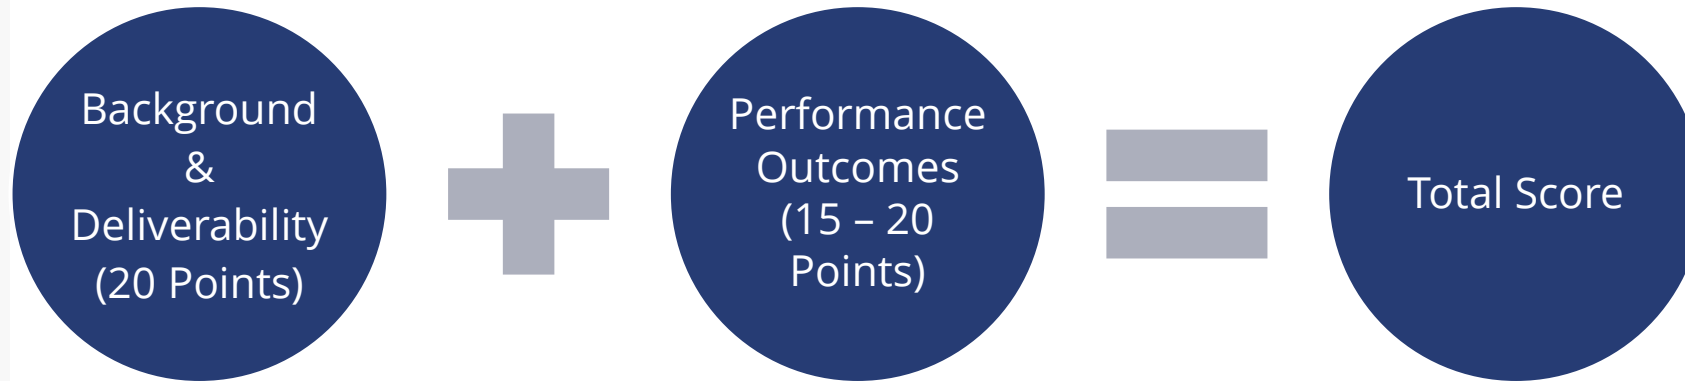 Background
&
Deliverability
(20 Points)
Performance
Outcomes
(15 – 20
Points)
Total Score